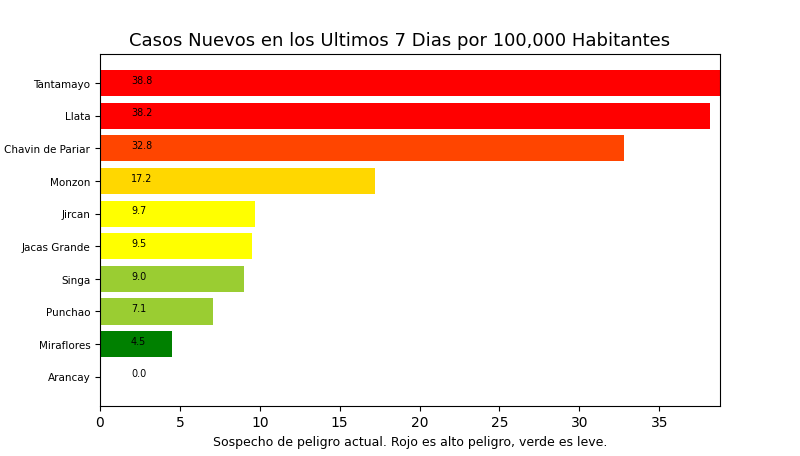 Casos Nuevos en los Ultimos 7 Dias por 100,000 Habitantes
Tantamayo 38.8
Llata 38.2
Chavin de Pariar 32.8
Monzon 17.2
Jircan 9.7
Jacas Grande 9.5
Singa 9.0
Punchao 7.1
Miraflores 4.5
Arancay 0.0
0 5 10 15 20 25 30 35
Sospecho de peligro actual. Rojo es alto peligro, verde es leve.